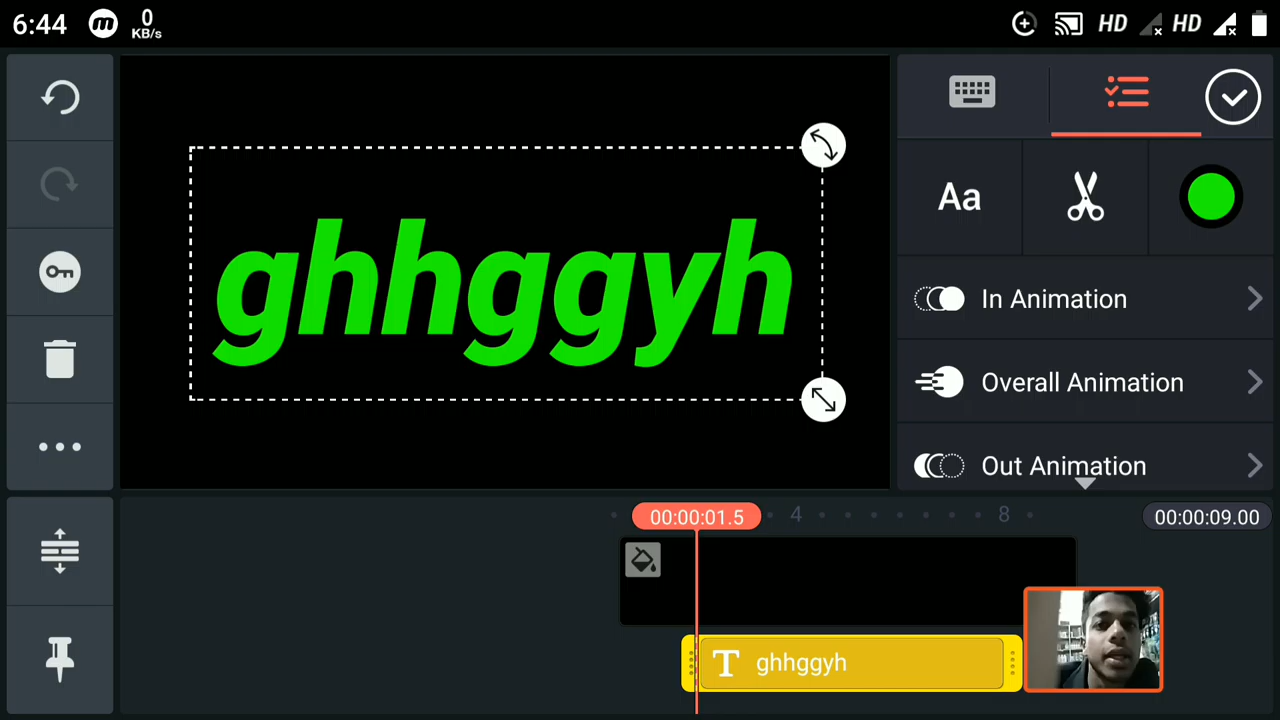 6:44 m 0 KB/s HD HD
Aa
ghhggyh
In Animation
Overall Animation
Out Animation
00:00:01.5 4 8 00:00:09.00
T ghhggyh